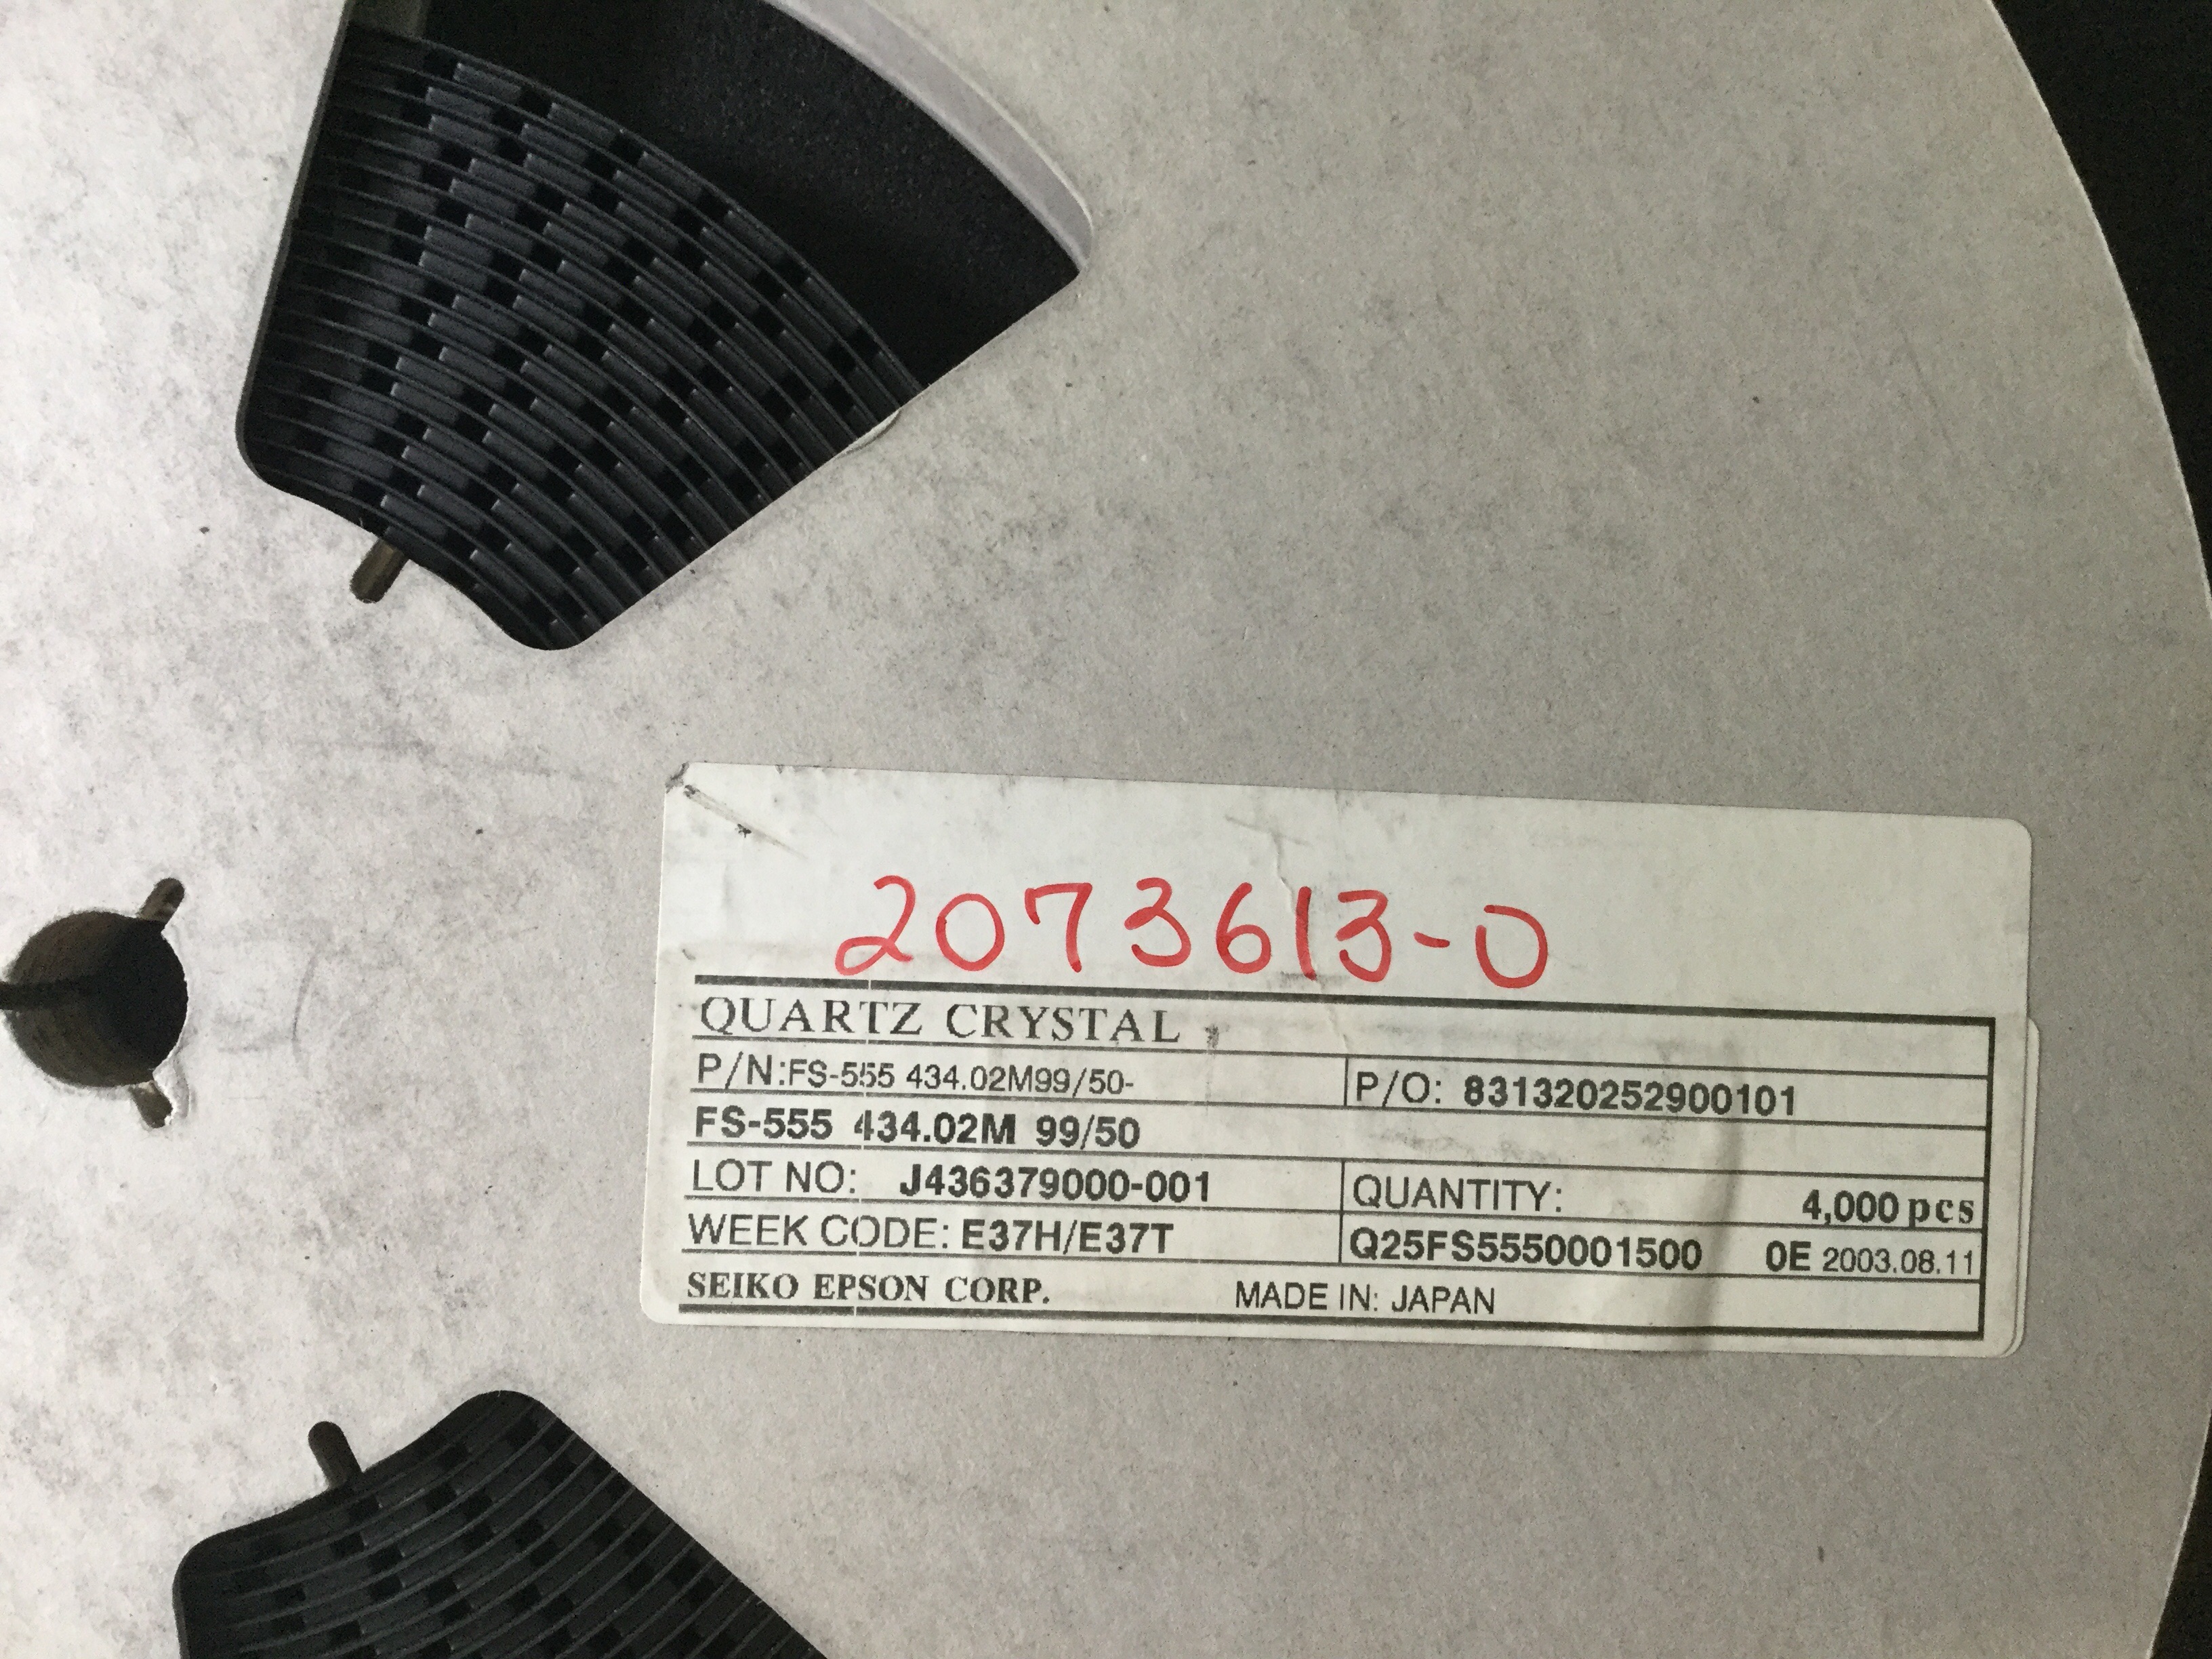 2073613-0
QUARTZ CRYSTAL
P/N:FS-555 434.02M99/50- P/O: 831320252900101
FS-555 434.02M 99/50
LOT NO: J436379000-001 QUANTITY: 4,000 pcs
WEEK CODE: E37H/E37T Q25FS5550001500 0E 2003.08.11
SEIKO EPSON CORP. MADE IN: JAPAN